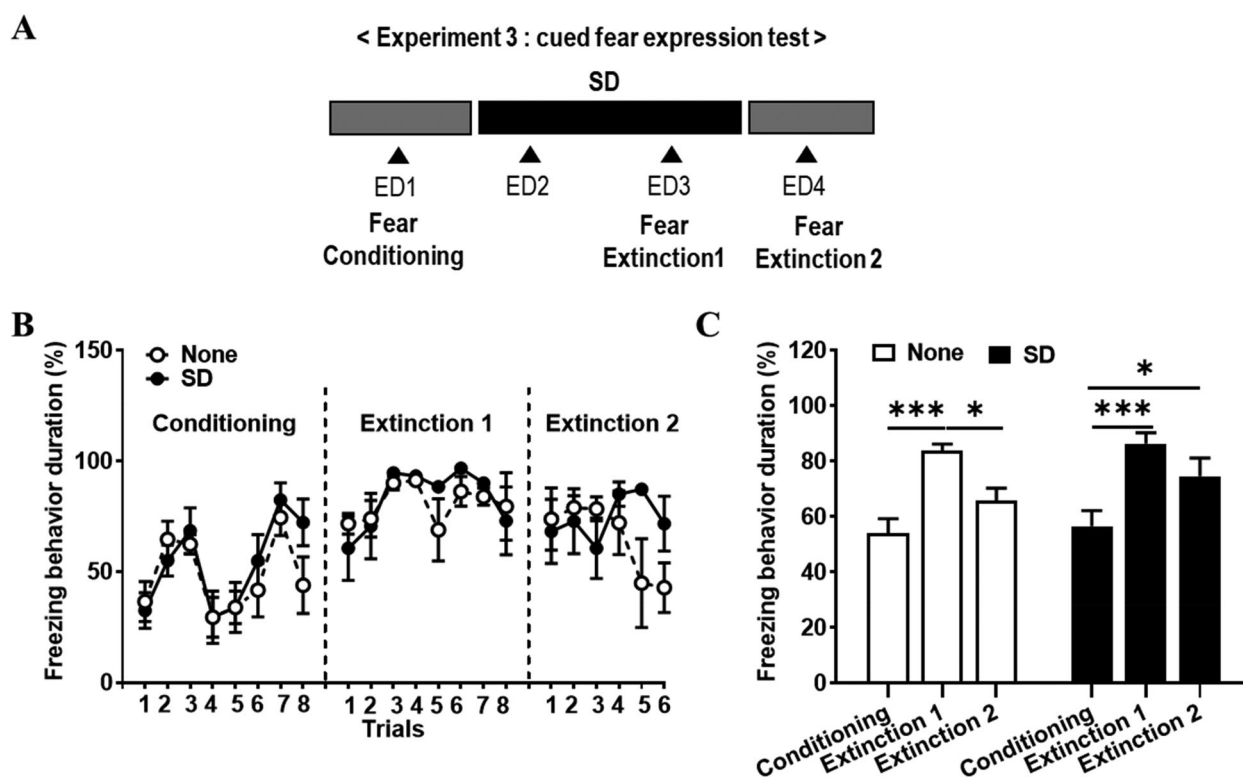 A
< Experiment 3 : cued fear expression test >
SD
ED1 ED2 ED3 ED4
Fear Fear Fear
Conditioning Extinction1 Extinction 2
B
Freezing behavior duration (%)
None
SD
150
100
50
0
Conditioning Extinction 1 Extinction 2
1 2 3 4 5 6 7 8 1 2 3 4 5 6 7 8 1 2 3 4 5 6
Trials
C
Freezing behavior duration (%)
None SD
120
100
80
60
40
20
0
*** * *** *
Conditioning Extinction 1 Extinction 2 Conditioning Extinction 1 Extinction 2